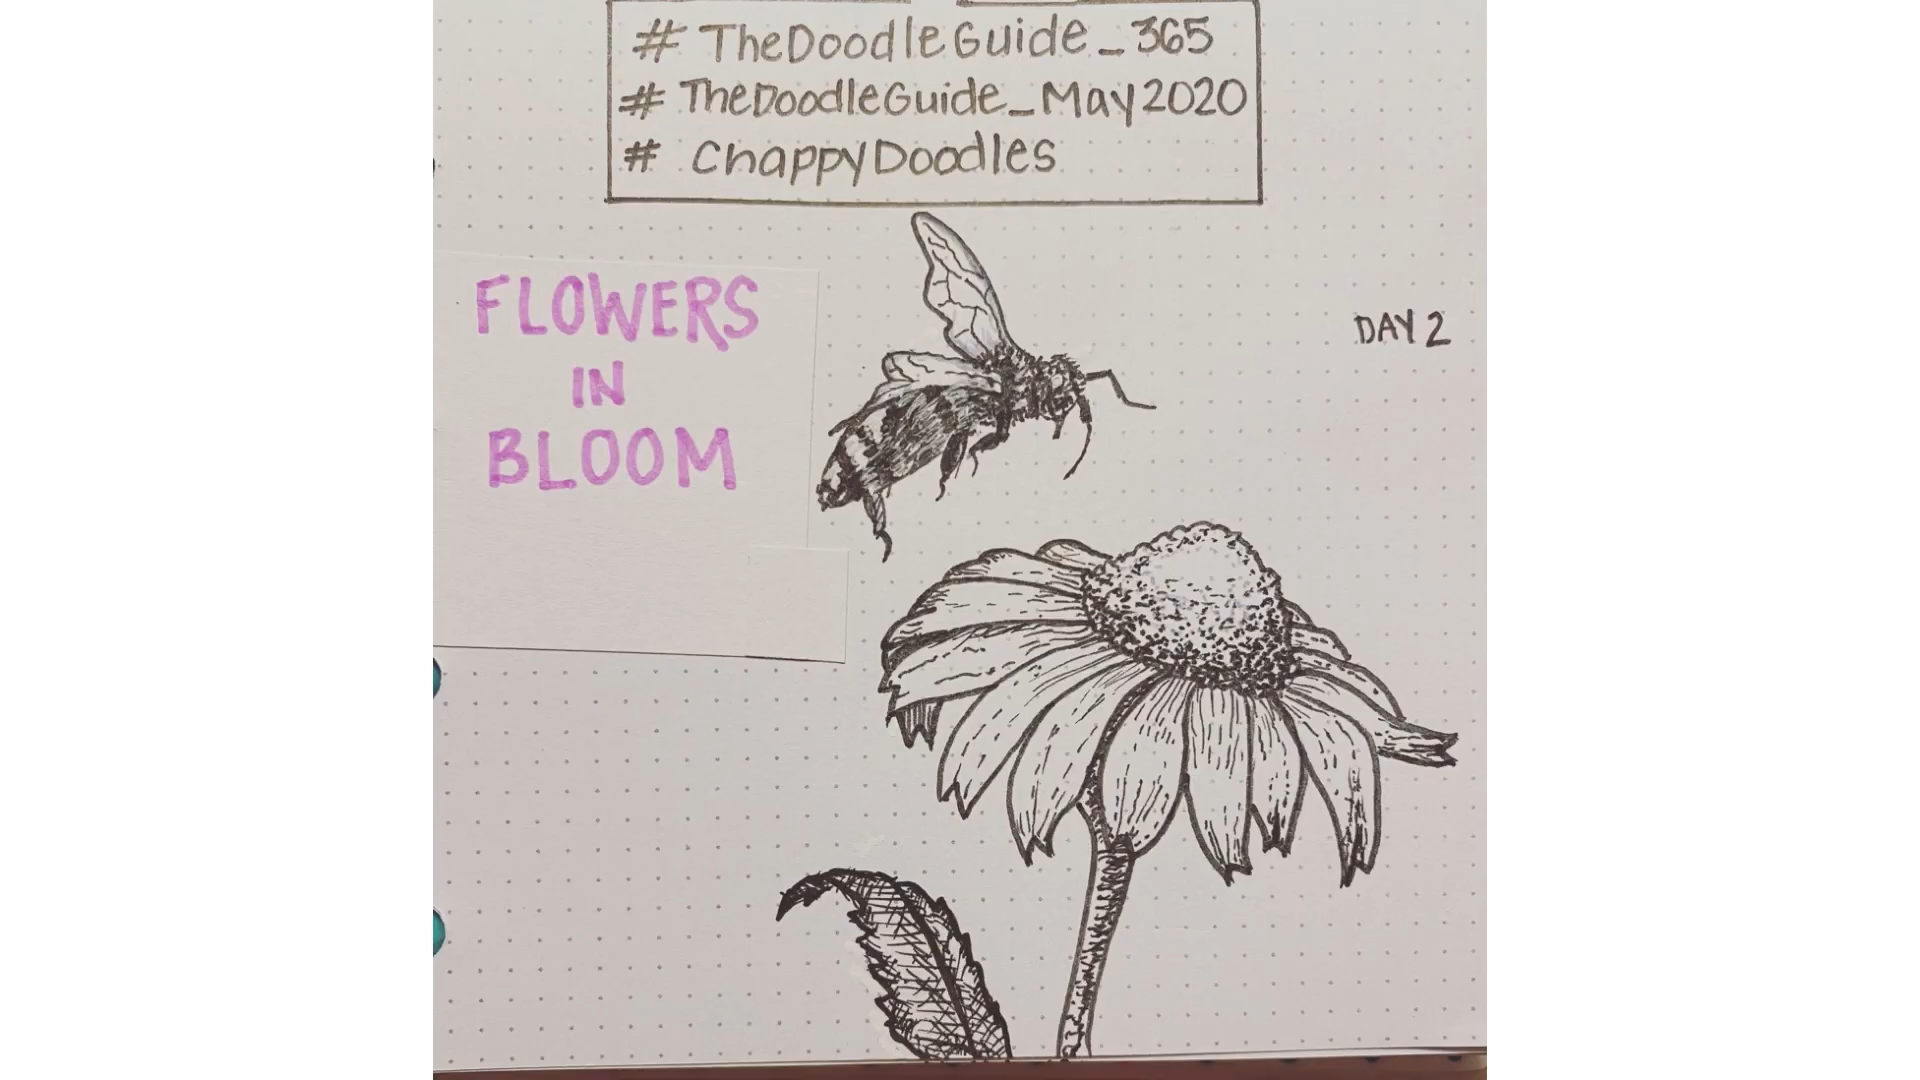 # TheDoodleGuide_365
# TheDoodleGuide_May2020
# ChappyDoodles
FLOWERS
IN
BLOOM
DAY 2